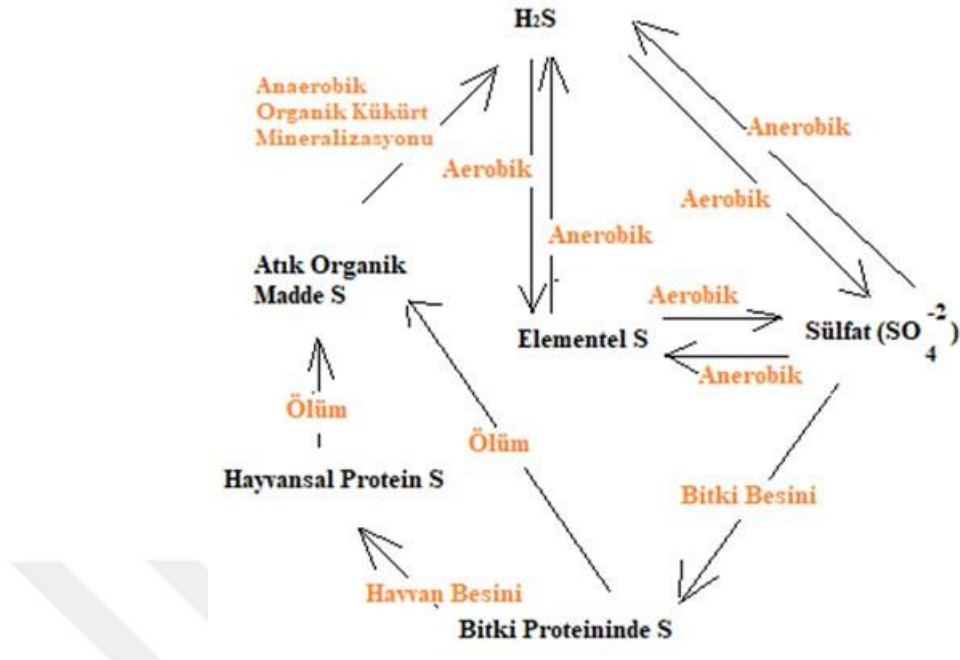 H2S
Anaerobik
Organik Kükürt
Mineralizasyonu
Anerobik
Aerobik
Aerobik
Anerobik
Atık Organik
Madde S
Aerobik
Elementel S
Sülfat (SO4-2)
Anerobik
Ölüm
Ölüm
Hayvansal Protein S
Bitki Besini
Hayvan Besini
Bitki Proteininde S